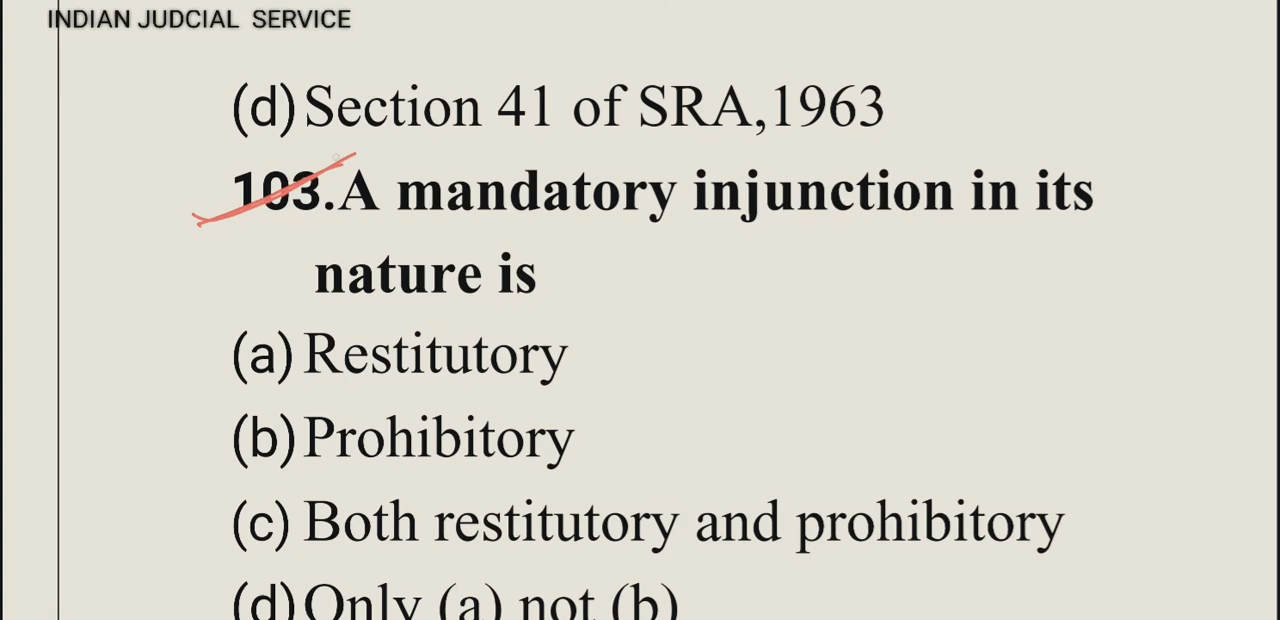 INDIAN JUDCIAL SERVICE
(d) Section 41 of SRA,1963
103.A mandatory injunction in its
nature is
(a) Restitutory
(b) Prohibitory
(c) Both restitutory and prohibitory
(d) Only (a) not (b)